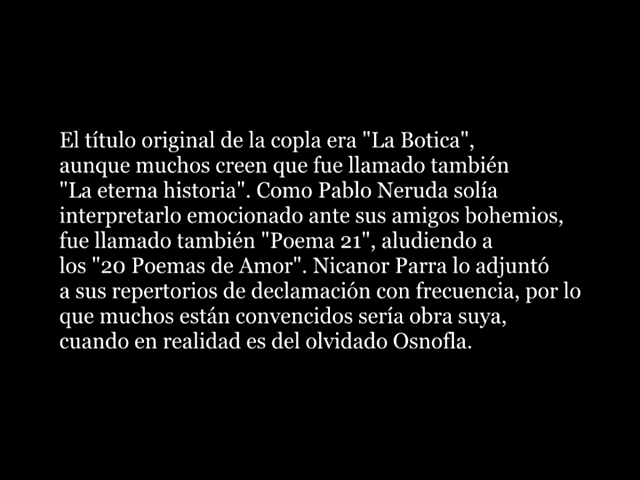 El título original de la copla era "La Botica",
aunque muchos creen que fue llamado también
"La eterna historia". Como Pablo Neruda solía
interpretarlo emocionado ante sus amigos bohemios,
fue llamado también "Poema 21", aludiendo a
los "20 Poemas de Amor". Nicanor Parra lo adjuntó
a sus repertorios de declamación con frecuencia, por lo
que muchos están convencidos sería obra suya,
cuando en realidad es del olvidado Osnofla.